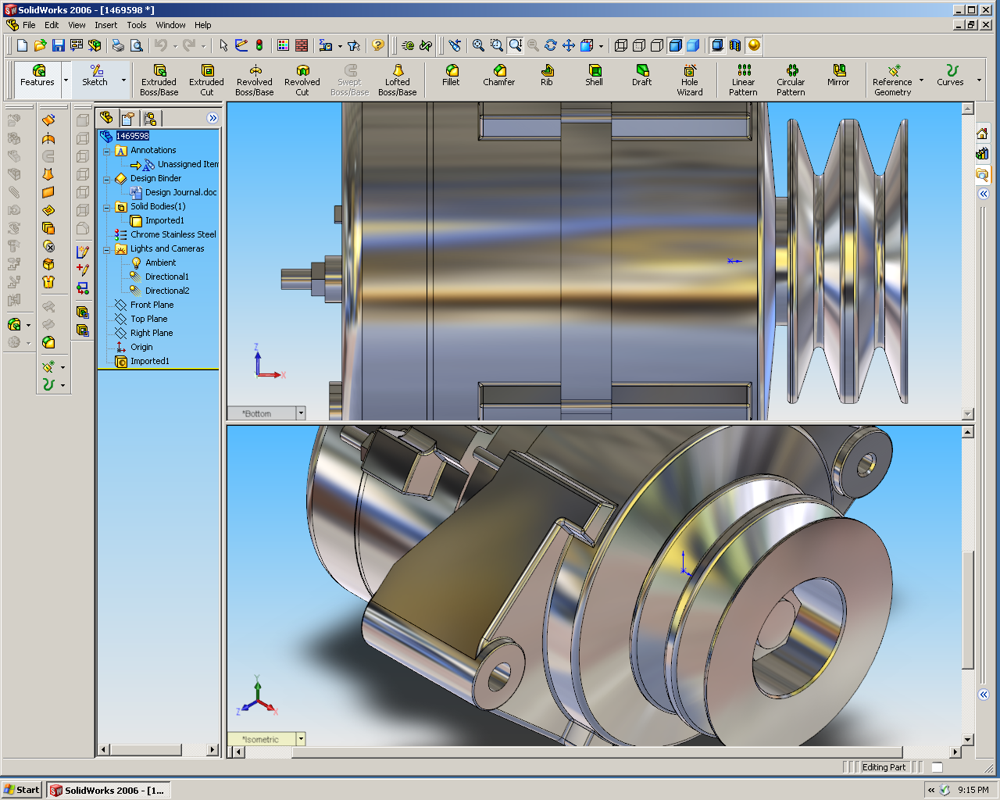 SolidWorks 2006 - [1469598 *]
File Edit View Insert Tools Window Help
Features Sketch Extruded Boss/Base Extruded Cut Revolved Boss/Base Revolved Cut Swept Boss/Base Lofted Boss/Base Fillet Chamfer Rib Shell Draft Hole Wizard Linear Pattern Circular Pattern Mirror Reference Geometry Curves
1469598
Annotations
Unassigned Item
Design Binder
Design Journal.doc
Solid Bodies(1)
Imported1
Chrome Stainless Steel
Lights and Cameras
Ambient
Directional1
Directional2
Front Plane
Top Plane
Right Plane
Origin
Imported1
Z
X
*Bottom
Y
Z
X
*Isometric
Editing Part
Start SolidWorks 2006 - [1... 9:15 PM